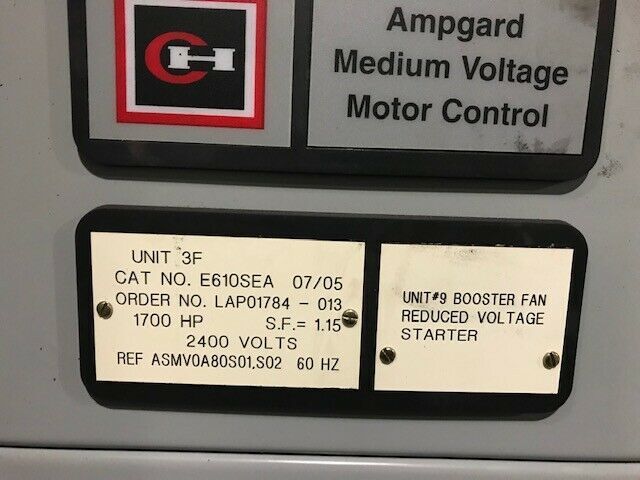 CH
Ampgard
Medium Voltage
Motor Control
UNIT 3F
CAT NO. E610SEA 07/05
ORDER NO. LAP01784 - 013
1700 HP S.F.= 1.15
2400 VOLTS
REF ASMV0A80S01,S02 60 HZ
UNIT#9 BOOSTER FAN
REDUCED VOLTAGE
STARTER